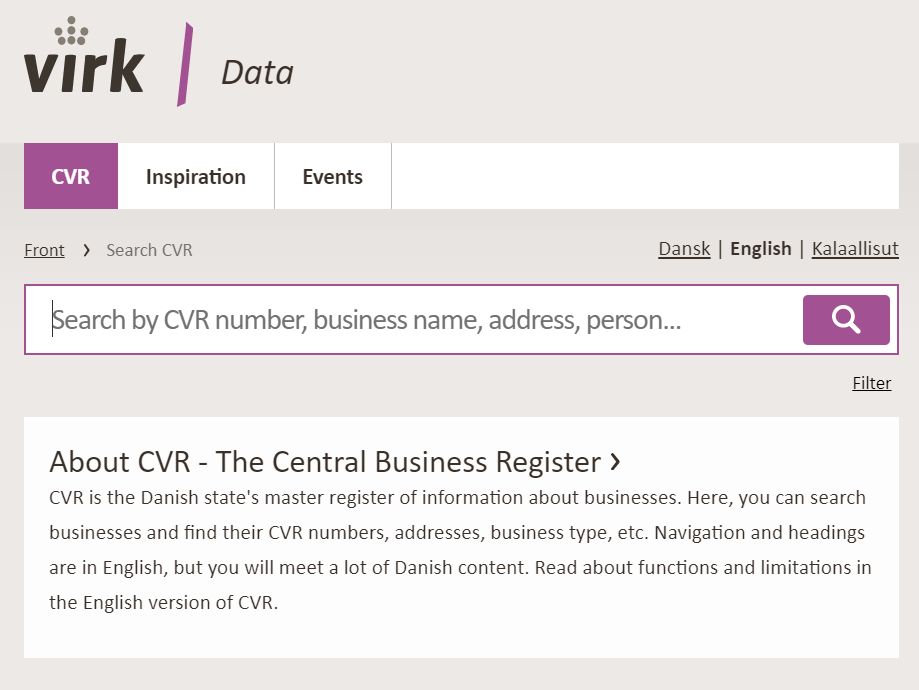 virk Data
CVR Inspiration Events
Front › Search CVR Dansk | English | Kalaallisut
Search by CVR number, business name, address, person...
Filter
About CVR - The Central Business Register ›
CVR is the Danish state's master register of information about businesses. Here, you can search
businesses and find their CVR numbers, addresses, business type, etc. Navigation and headings
are in English, but you will meet a lot of Danish content. Read about functions and limitations in
the English version of CVR.